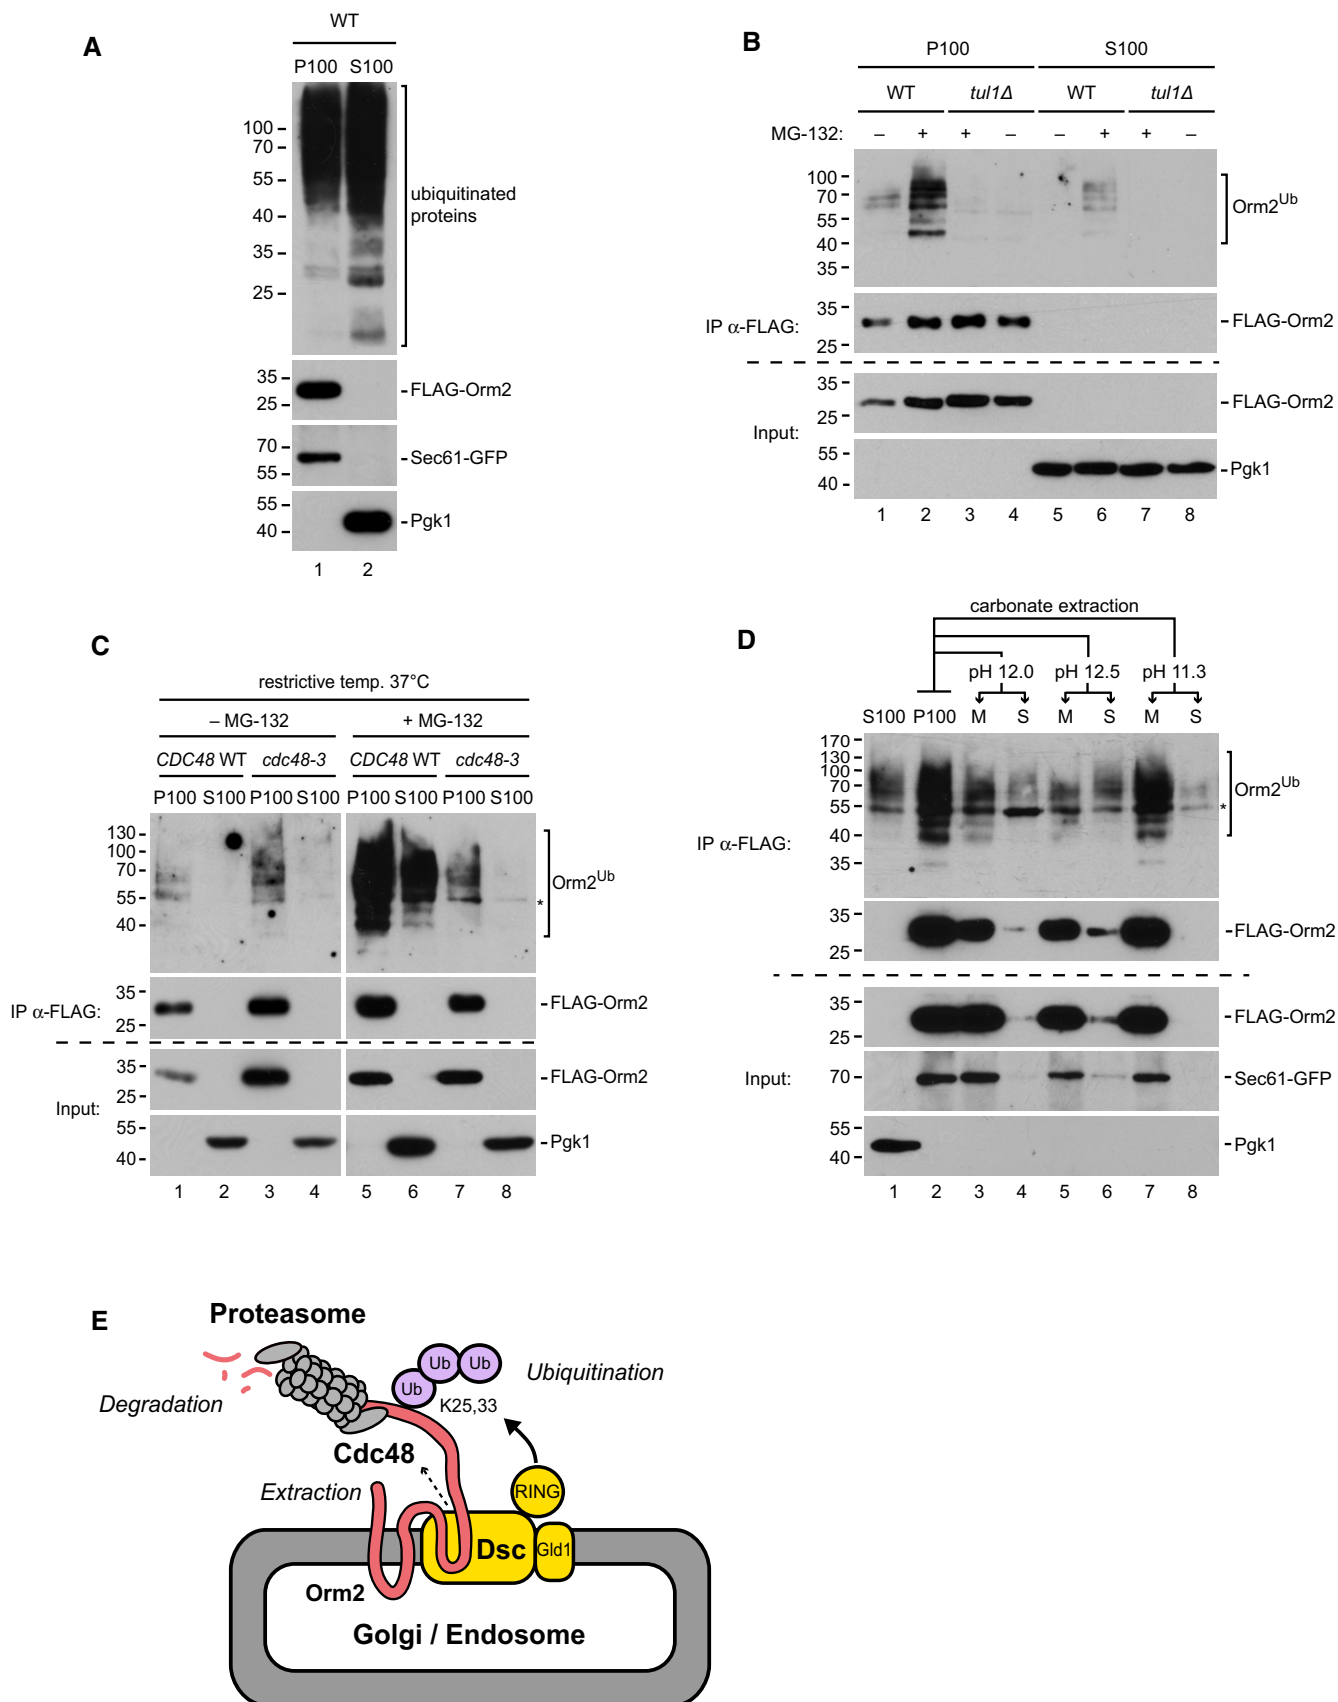 A
WT
P100 S100
100
70
55
40
35
25
ubiquitinated
proteins
35
25
FLAG-Orm2
70
55
Sec61-GFP
55
40
Pgk1
1 2
B
P100 S100
WT tul1Δ WT tul1Δ
MG-132: – + + – – + + –
100
70
55
40
35
Orm2Ub
IP α-FLAG:
35
25
FLAG-Orm2
Input:
35
25
FLAG-Orm2
55
40
Pgk1
1 2 3 4 5 6 7 8
C
restrictive temp. 37°C
– MG-132 + MG-132
CDC48 WT cdc48-3 CDC48 WT cdc48-3
P100 S100 P100 S100 P100 S100 P100 S100
130
100
70
55
40
Orm2Ub
*
IP α-FLAG:
35
25
FLAG-Orm2
Input:
35
25
FLAG-Orm2
55
40
Pgk1
1 2 3 4 5 6 7 8
D
carbonate extraction
pH 12.0 pH 12.5 pH 11.3
S100 P100 M S M S M S
170
130
100
70
55
40
35
Orm2Ub
*
IP α-FLAG:
35
25
FLAG-Orm2
Input:
35
25
FLAG-Orm2
70
Sec61-GFP
55
40
Pgk1
1 2 3 4 5 6 7 8
E
Proteasome
Degradation
Ub Ub
Ub
Ubiquitination
K25,33
Cdc48
Extraction
RING
Dsc
Gld1
Orm2
Golgi / Endosome